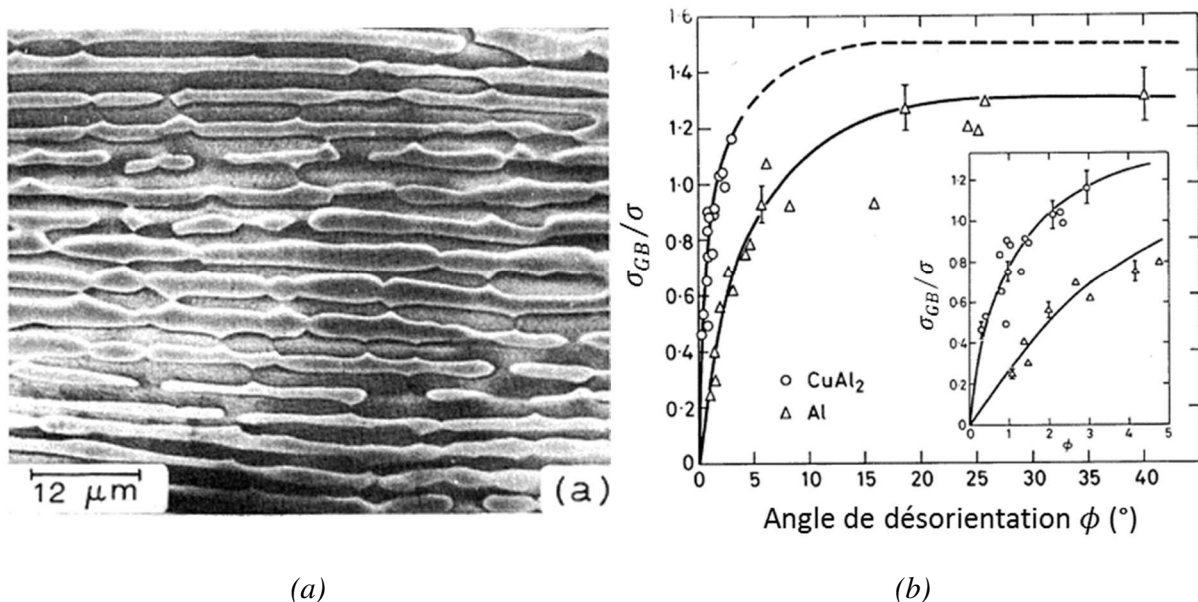 12 μm
(a)
1·6
1·4
1·2
1·0
0·8
0·6
0·4
0·2
0
σ_GB/σ
CuAl₂
Al
0 5 10 15 20 25 30 35 40
Angle de désorientation ϕ (°)
1·2
1·0
0·8
0·6
0·4
0·2
0
σ_GB/σ
0 1 2 3 4 5
ϕ
(a)
(b)